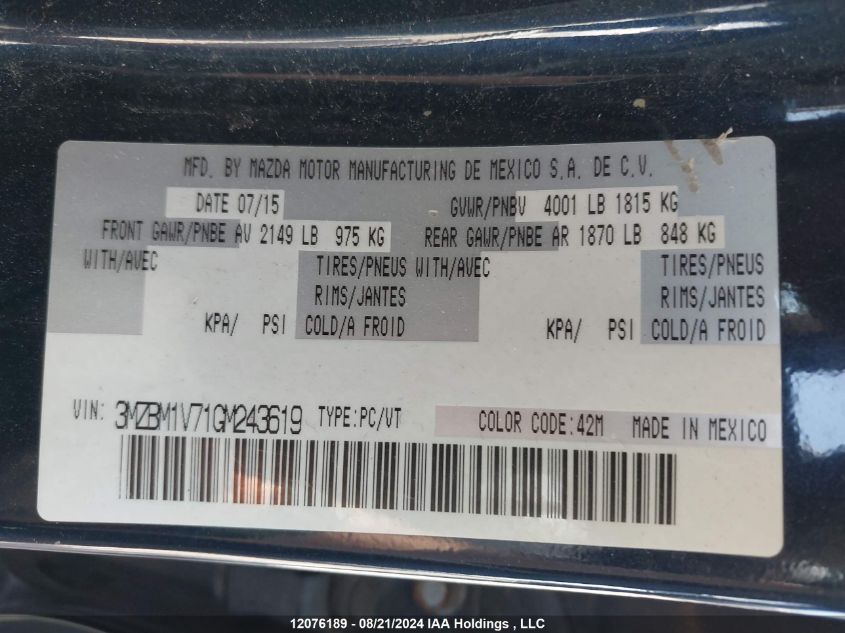 MFD. BY MAZDA MOTOR MANUFACTURING DE MEXICO S.A. DE C.V.
DATE 07/15 GVWR/PNBV 4001 LB 1815 KG
FRONT GAWR/PNBE AV 2149 LB 975 KG REAR GAWR/PNBE AR 1870 LB 848 KG
WITH/AVEC TIRES/PNEUS WITH/AVEC TIRES/PNEUS
RIMS/JANTES RIMS/JANTES
KPA/ PSI COLD/A FROID KPA/ PSI COLD/A FROID
VIN: 3MZBM1V71GM243619 TYPE:PC/VT COLOR CODE:42M MADE IN MEXICO
12076189 - 08/21/2024 IAA Holdings , LLC